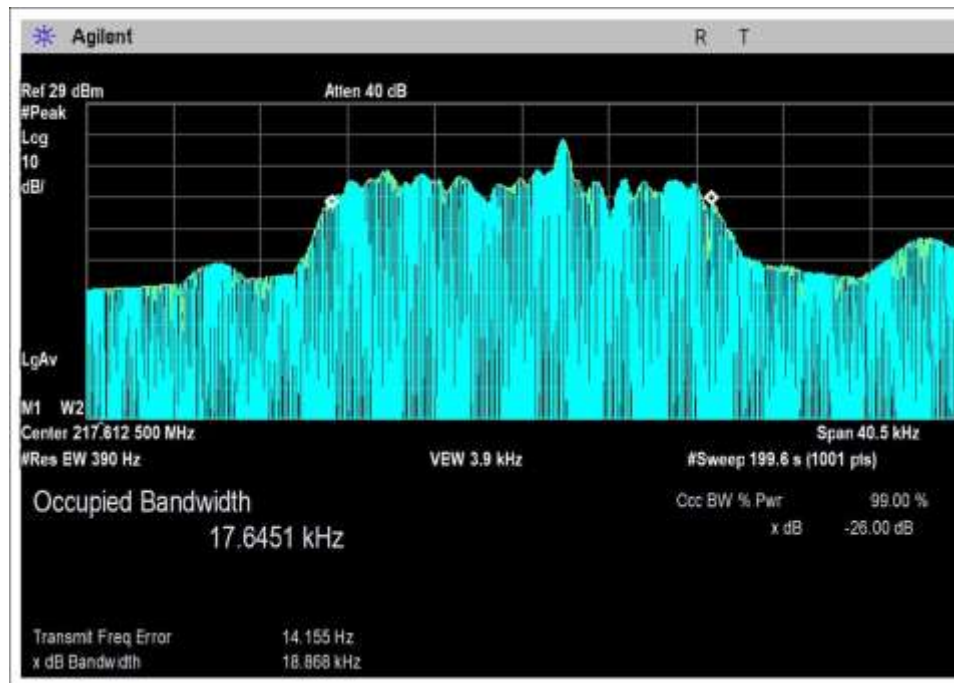 Agilent R T
Ref 29 dBm Atten 40 dB
#Peak
Log
10
dB/
LgAv
M1 W2
Center 217.612 500 MHz Span 40.5 kHz
#Res EW 390 Hz VEW 3.9 kHz #Sweep 199.6 s (1001 pts)
Occupied Bandwidth Occ BW % Pwr 99.00 %
17.6451 kHz x dB -26.00 dB
Transmit Freq Error 14.155 Hz
x dB Bandwidth 18.868 kHz